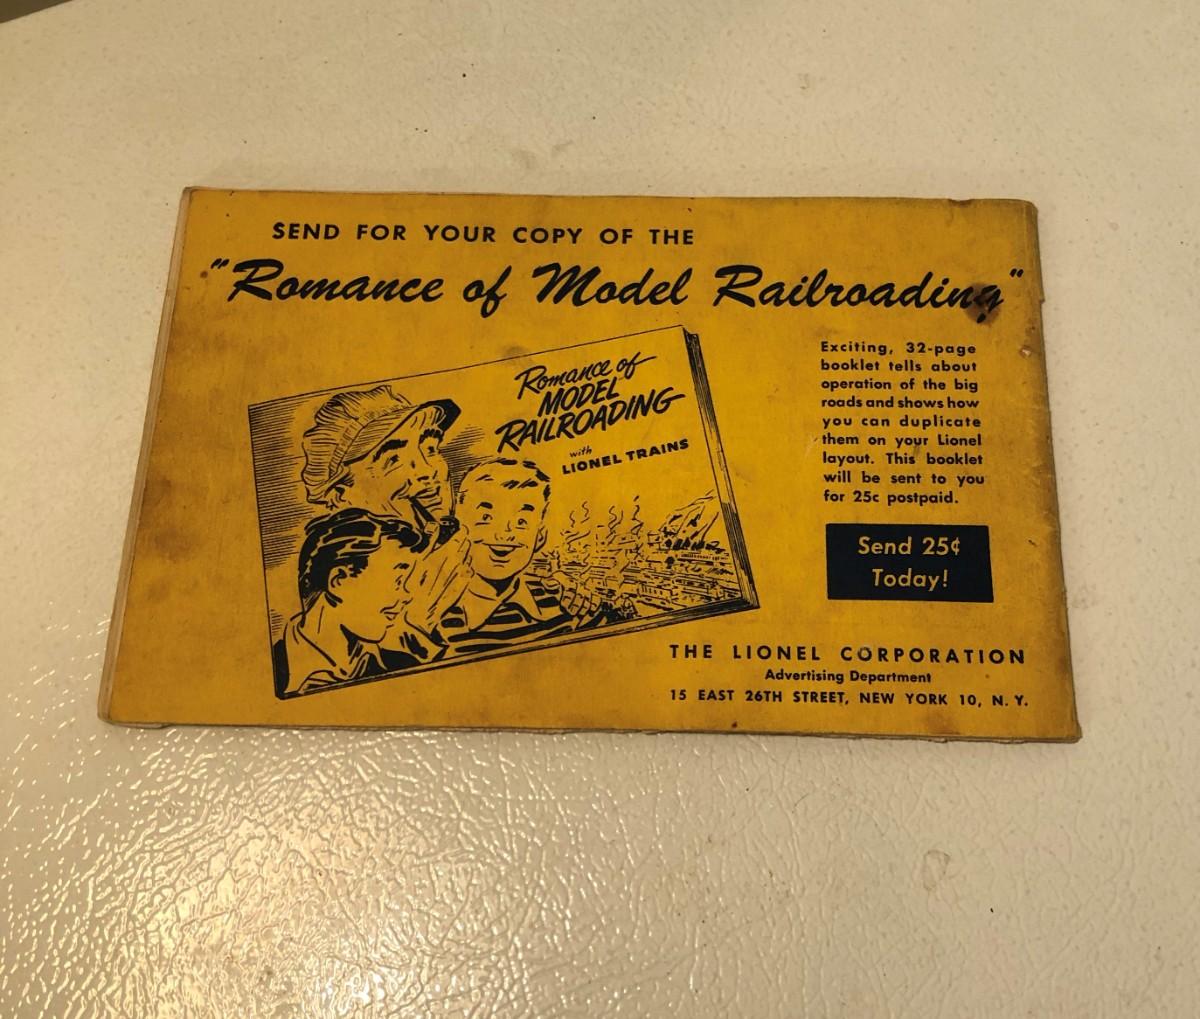 SEND FOR YOUR COPY OF THE
"Romance of Model Railroading"
Romance of
MODEL
RAILROADING
with
LIONEL TRAINS
Exciting, 32-page
booklet tells about
operation of the big
roads and shows how
you can duplicate
them on your Lionel
layout. This booklet
will be sent to you
for 25c postpaid.
Send 25¢
Today!
THE LIONEL CORPORATION
Advertising Department
15 EAST 26TH STREET, NEW YORK 10, N. Y.